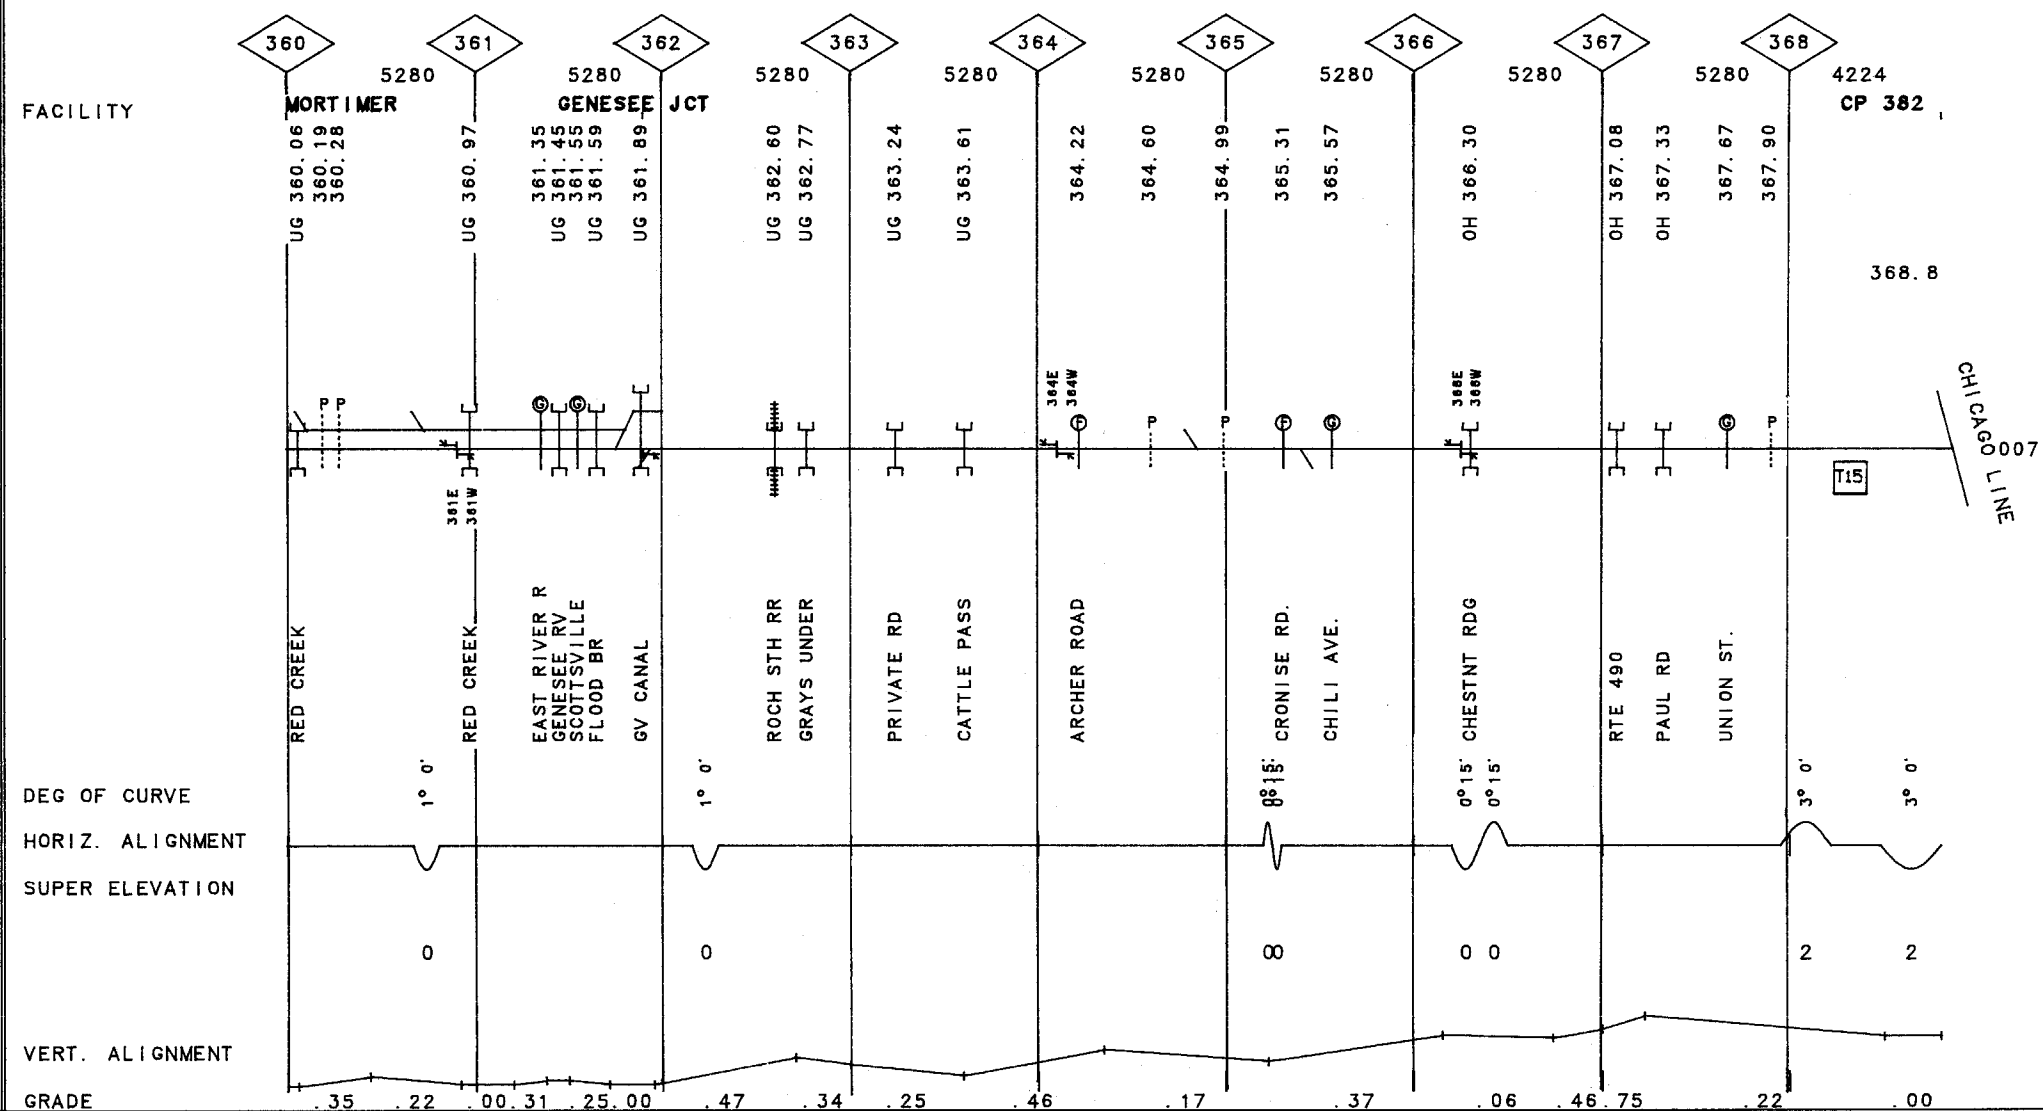 360 361 362 363 364 365 366 367 368
5280 5280 5280 5280 5280 5280 5280 5280 4224
FACILITY
MORTIMER
GENESEE JCT
CP 382
UG 360.06
360.19
360.28
UG 360.97
361.35
UG 361.45
361.55
UG 361.59
UG 361.89
UG 362.60
UG 362.77
UG 363.24
UG 363.61
364.22
364.60
364.99
365.31
365.57
OH 366.30
OH 367.08
OH 367.33
367.67
367.90
368.8
364E
364W
366E
366W
P P G G F P P F G G P
CHICAGO LINE
0007
T15
361E
361W
RED CREEK
RED CREEK
EAST RIVER R
GENESEE RV
SCOTTSVILLE
FLOOD BR
GV CANAL
ROCH STH RR
GRAYS UNDER
PRIVATE RD
CATTLE PASS
ARCHER ROAD
CRONISE RD.
CHILI AVE.
CHESTNT RDG
RTE 490
PAUL RD
UNION ST.
DEG OF CURVE
1° 0'
1° 0'
0°15'
0°15'
0°15'
0°15'
3° 0'
3° 0'
HORIZ. ALIGNMENT
SUPER ELEVATION
0 0 0 0 0 0 2 2
VERT. ALIGNMENT
GRADE .35 .22 .00 .31 .25 .00 .47 .34 .25 .46 .17 .37 .06 .46 .75 .22 .00